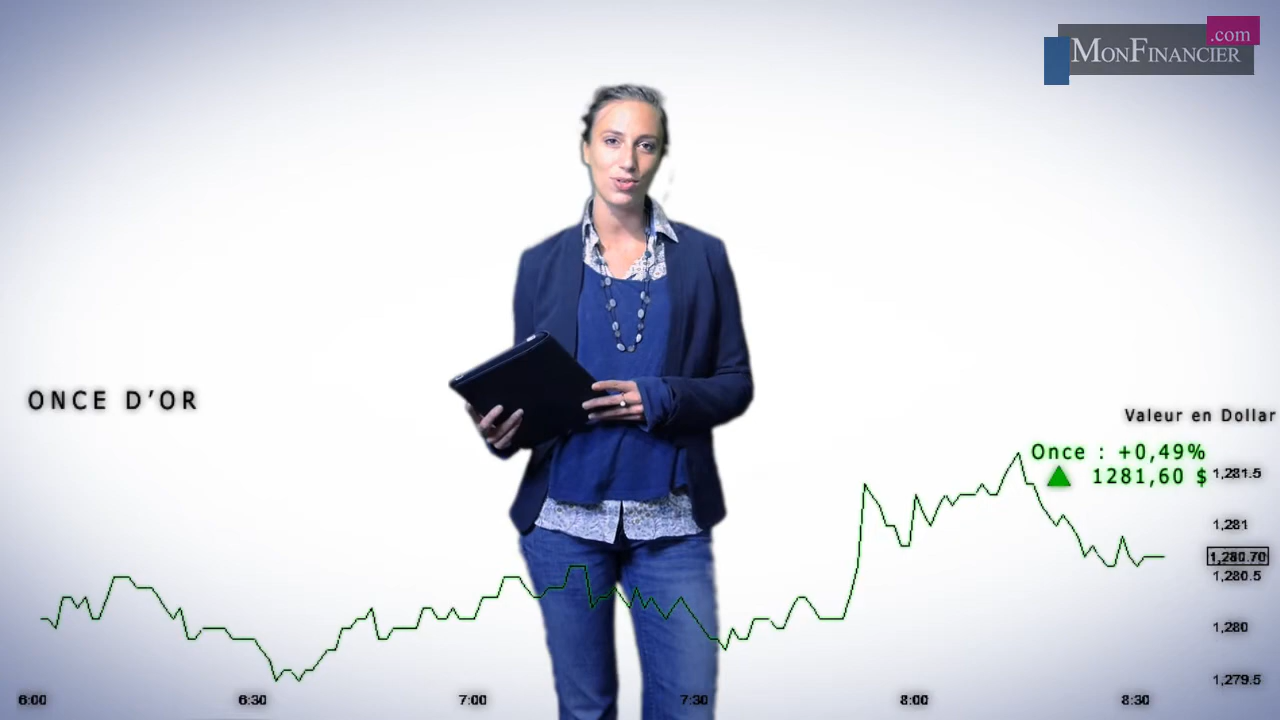 .com
MONFINANCIER
ONCE D'OR
Valeur en Dollar
Once : +0,49%
1281,60 $
1,281.5
1,281
1,280.70
1,280.5
1,280
1,279.5
6:00 6:30 7:00 7:30 8:00 8:30